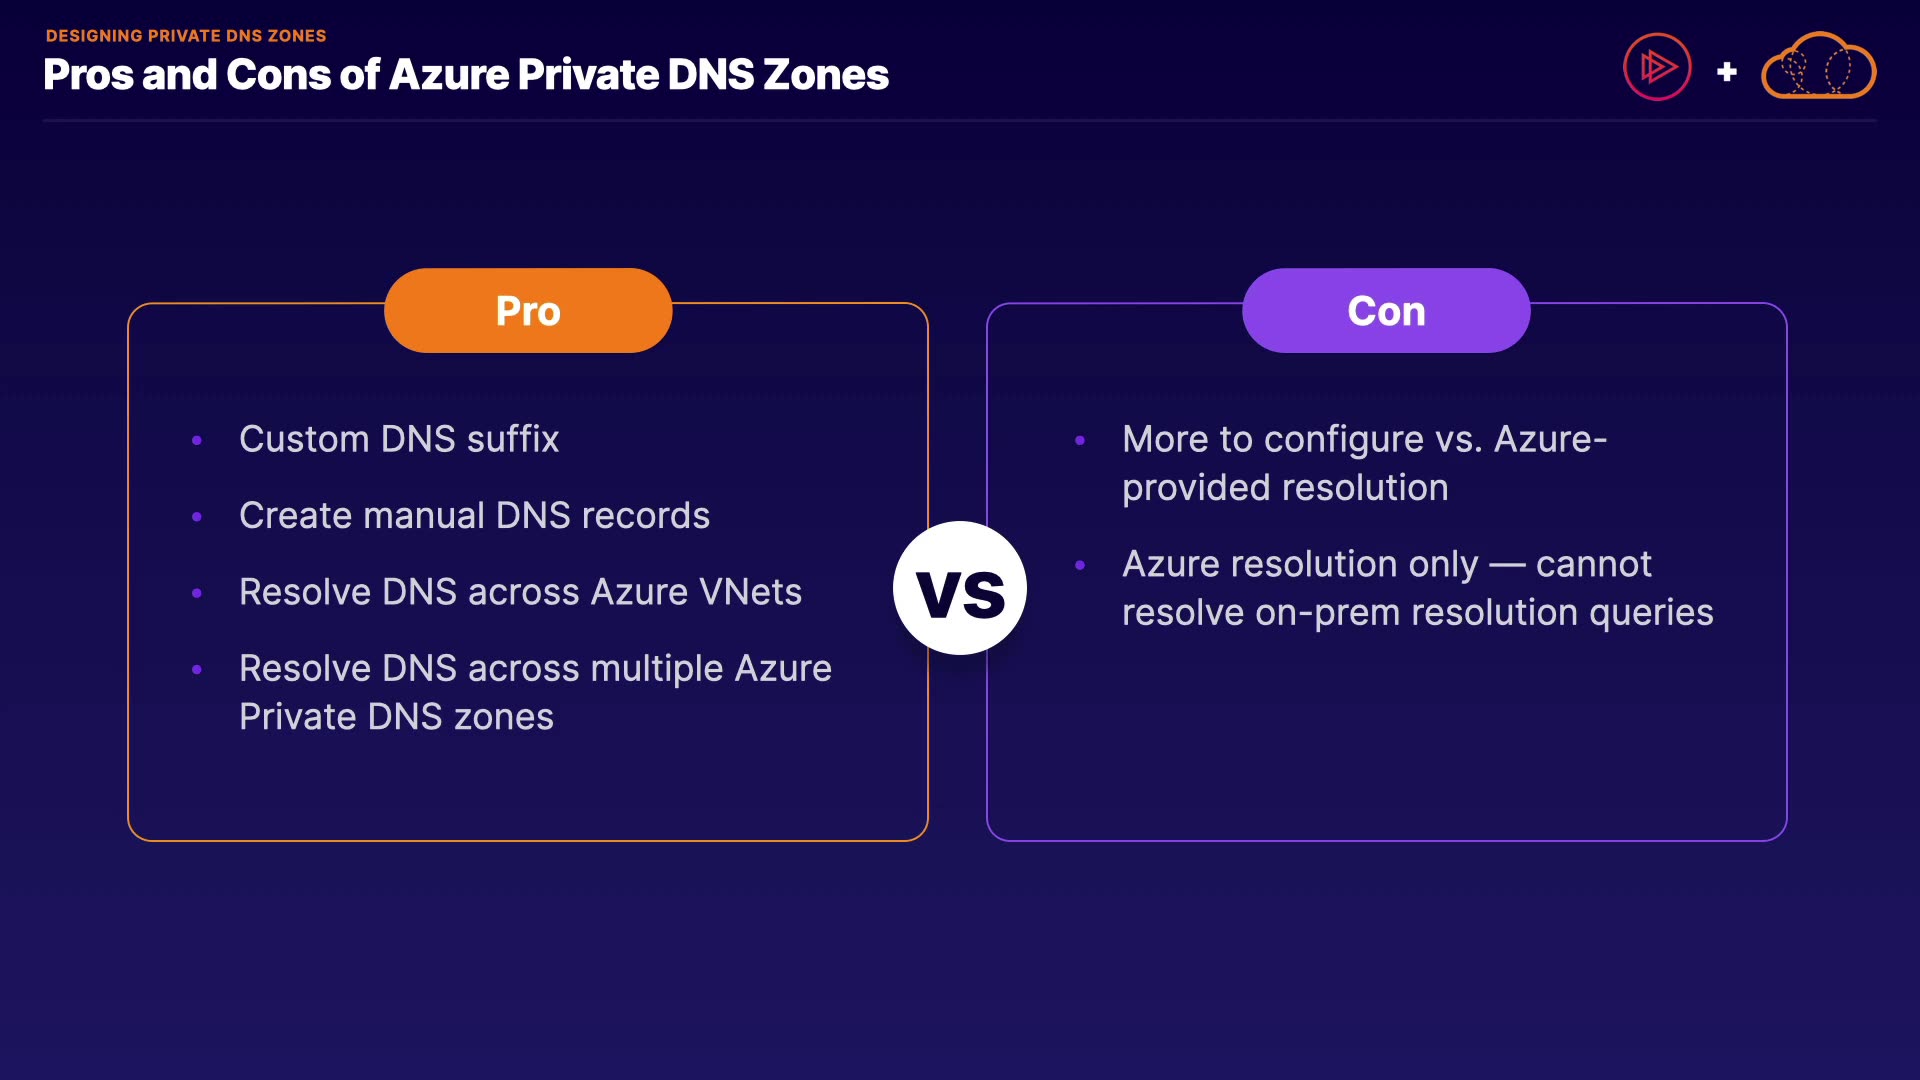 DESIGNING PRIVATE DNS ZONES
Pros and Cons of Azure Private DNS Zones
+
Pro
• Custom DNS suffix
• Create manual DNS records
• Resolve DNS across Azure VNets
• Resolve DNS across multiple Azure
Private DNS zones
VS
Con
• More to configure vs. Azure-
provided resolution
• Azure resolution only — cannot
resolve on-prem resolution queries